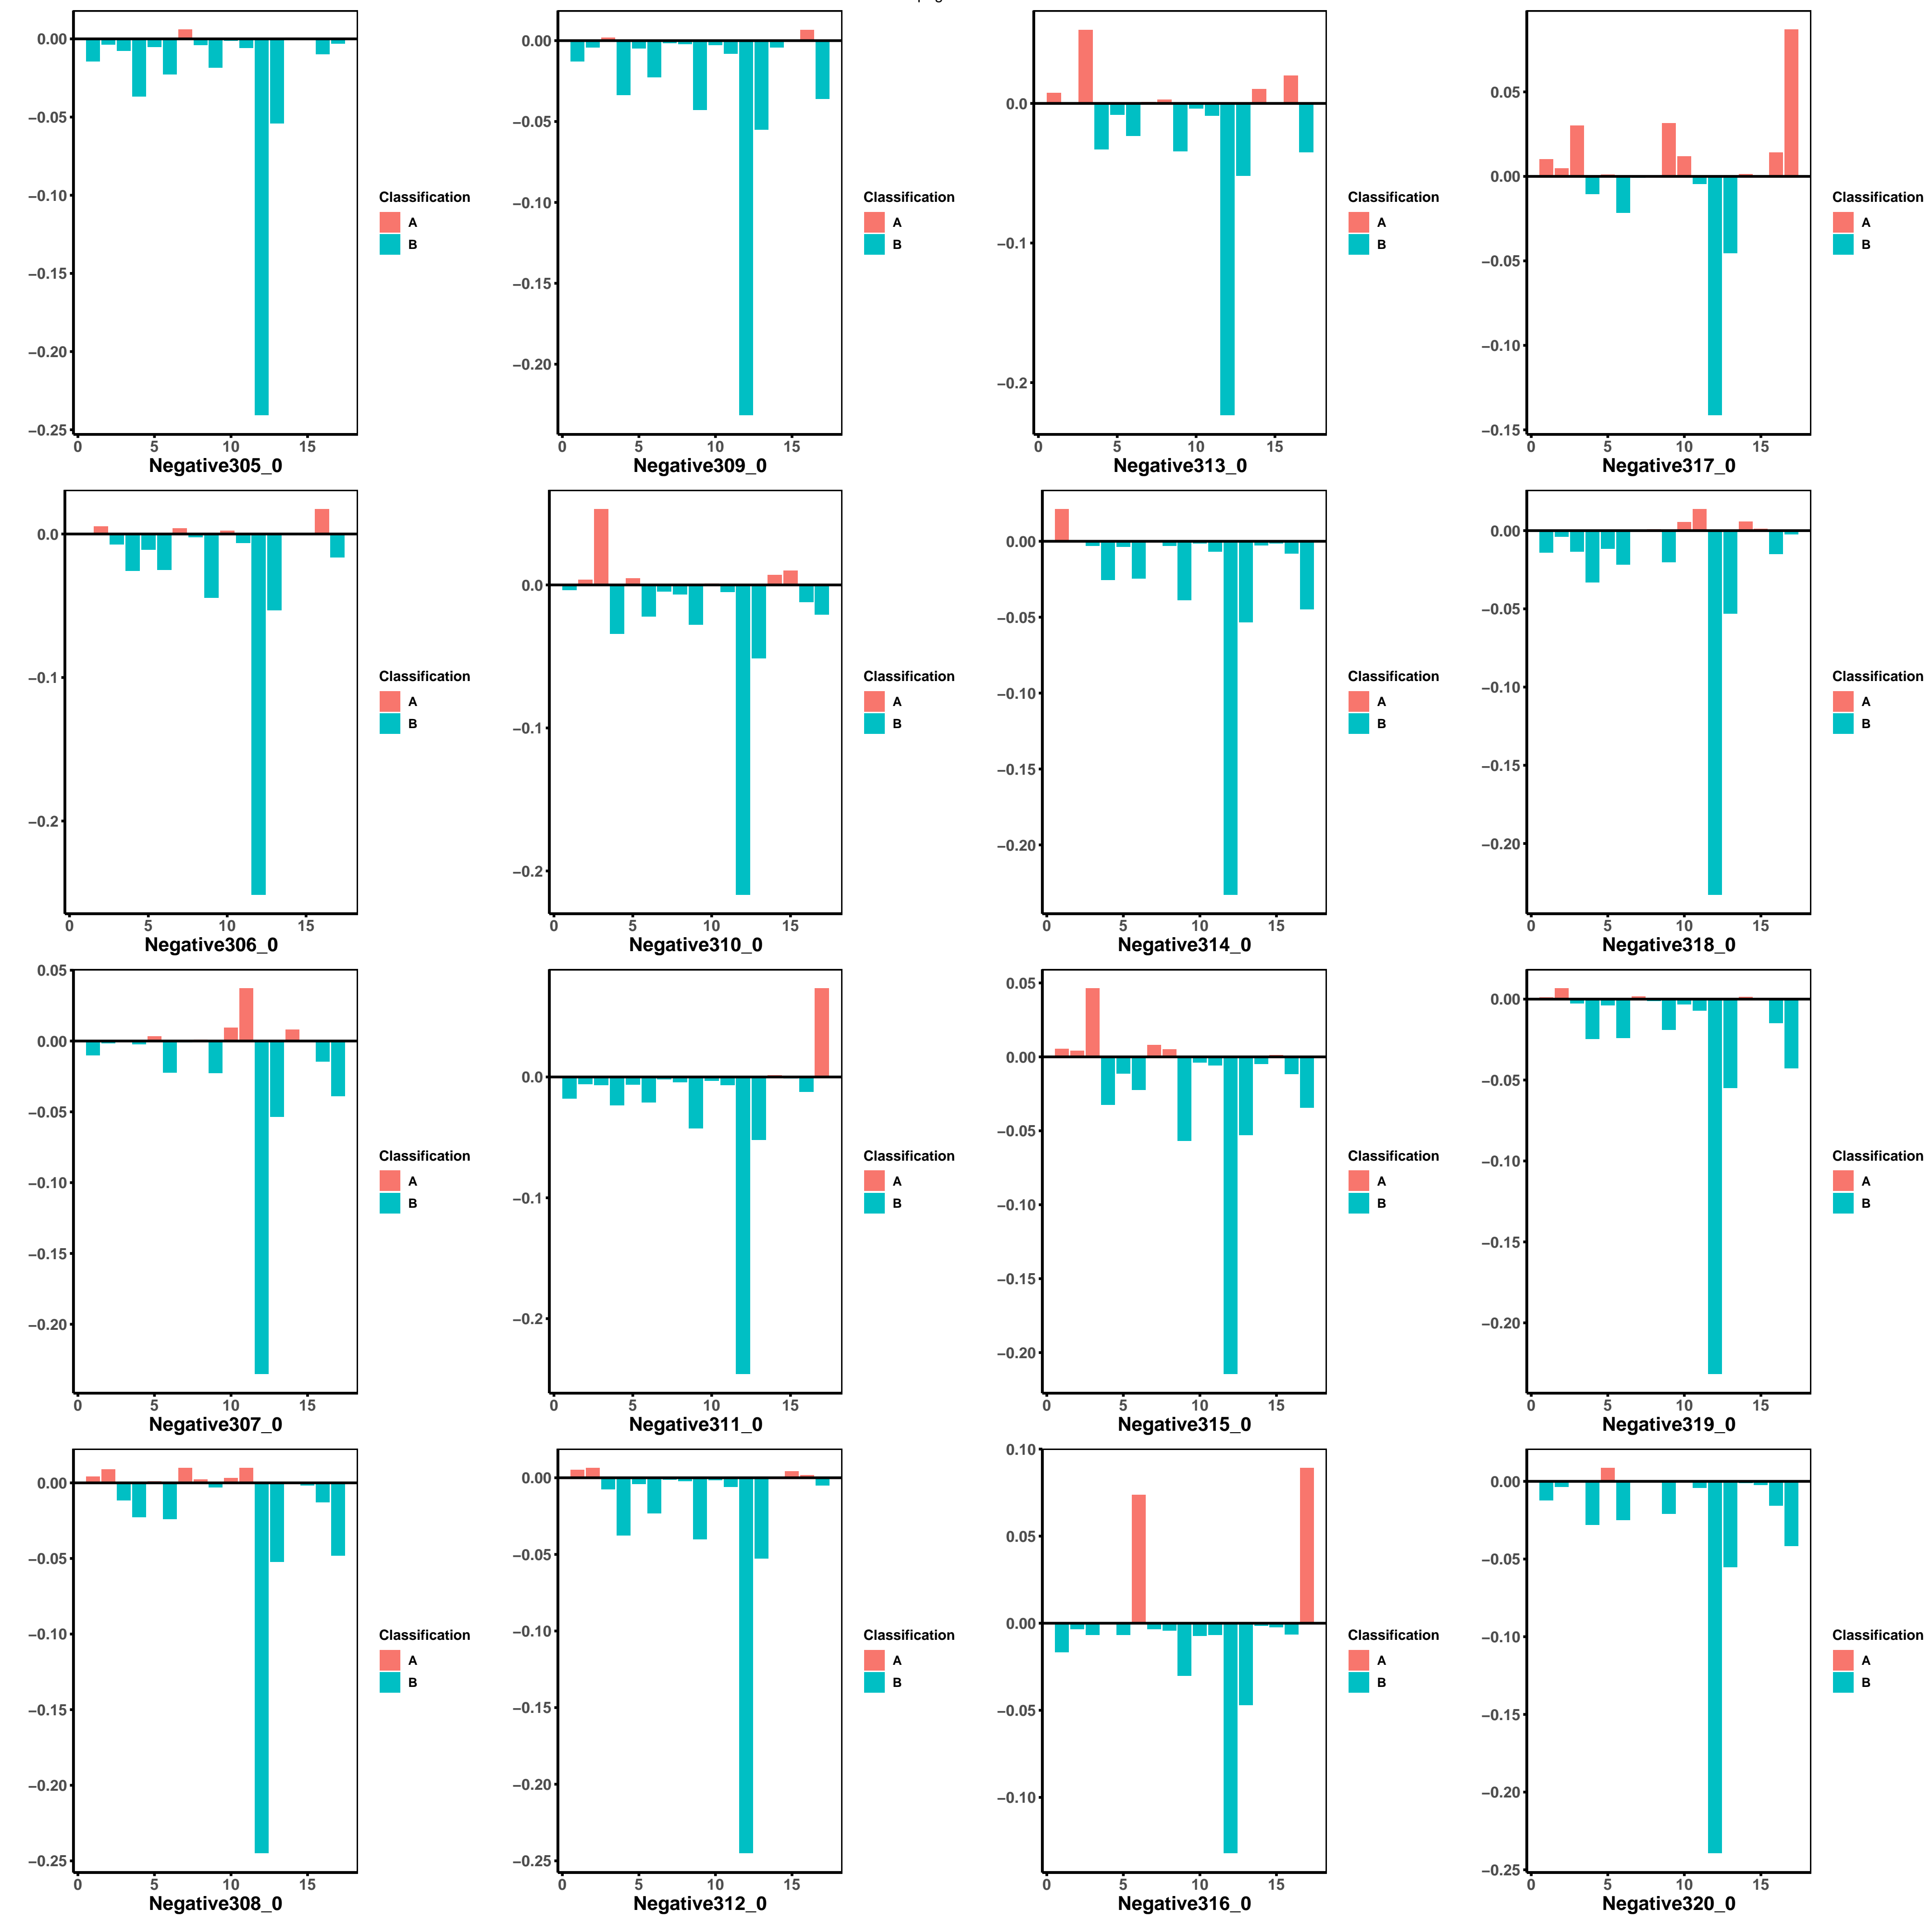 0.00
−0.05
−0.10
−0.15
−0.20
−0.25
0 5 10 15
Negative305_0
Classification
A
B
0.00
−0.05
−0.10
−0.15
−0.20
0 5 10 15
Negative309_0
Classification
A
B
0.0
−0.1
−0.2
0 5 10 15
Negative313_0
Classification
A
B
0.05
0.00
−0.05
−0.10
−0.15
0 5 10 15
Negative317_0
Classification
A
B
0.0
−0.1
−0.2
0 5 10 15
Negative306_0
Classification
A
B
0.0
−0.1
−0.2
0 5 10 15
Negative310_0
Classification
A
B
0.00
−0.05
−0.10
−0.15
−0.20
0 5 10 15
Negative314_0
Classification
A
B
0.00
−0.05
−0.10
−0.15
−0.20
0 5 10 15
Negative318_0
Classification
A
B
0.05
0.00
−0.05
−0.10
−0.15
−0.20
0 5 10 15
Negative307_0
Classification
A
B
0.0
−0.1
−0.2
0 5 10 15
Negative311_0
Classification
A
B
0.05
0.00
−0.05
−0.10
−0.15
−0.20
0 5 10 15
Negative315_0
Classification
A
B
0.00
−0.05
−0.10
−0.15
−0.20
0 5 10 15
Negative319_0
Classification
A
B
0.00
−0.05
−0.10
−0.15
−0.20
−0.25
0 5 10 15
Negative308_0
Classification
A
B
0.00
−0.05
−0.10
−0.15
−0.20
−0.25
0 5 10 15
Negative312_0
Classification
A
B
0.10
0.05
0.00
−0.05
−0.10
0 5 10 15
Negative316_0
Classification
A
B
0.00
−0.05
−0.10
−0.15
−0.20
−0.25
0 5 10 15
Negative320_0
Classification
A
B